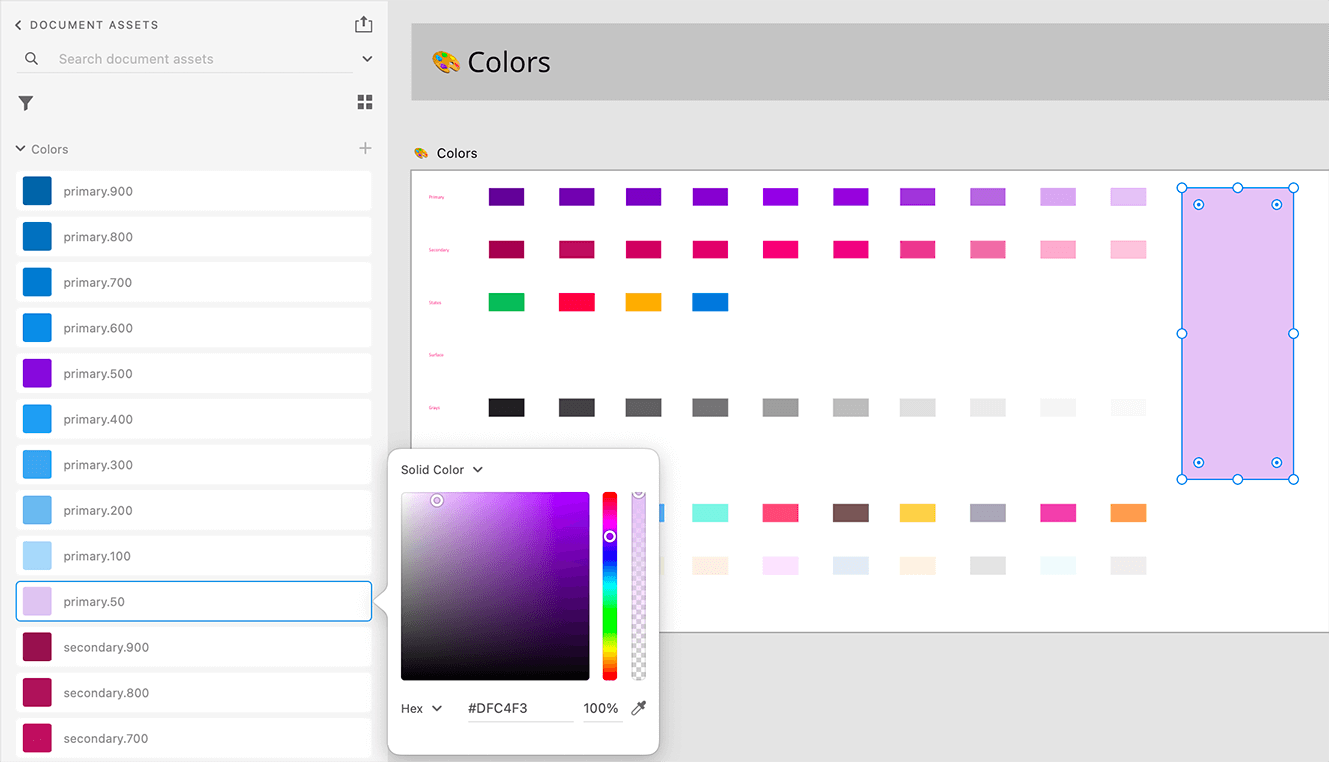 DOCUMENT ASSETS
Search document assets
Colors
primary.900
primary.800
primary.700
primary.600
primary.500
primary.400
primary.300
primary.200
primary.100
primary.50
secondary.900
secondary.800
secondary.700
Solid Color
Hex #DFC4F3 100%
Colors
Colors
Primary
Secondary
Status
Surface
Grays